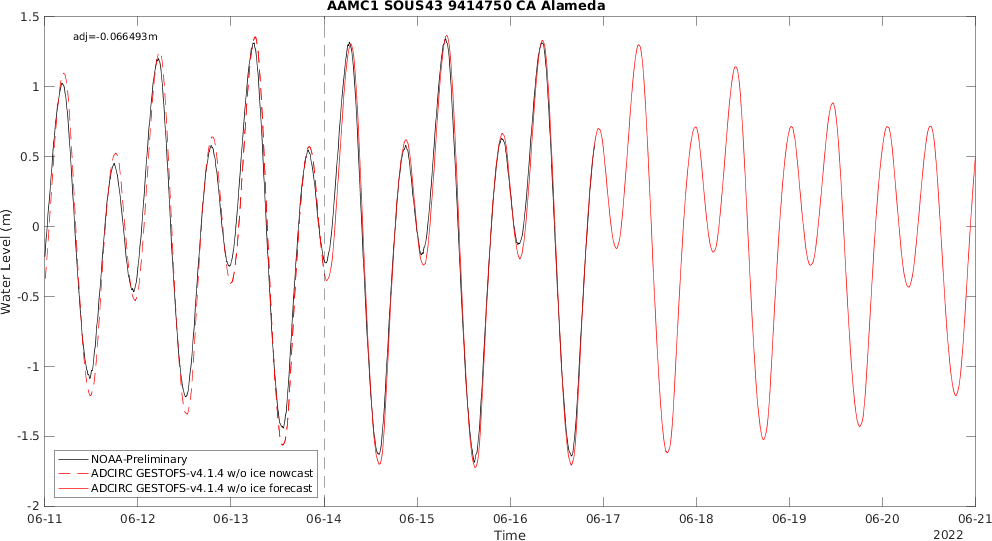 AAMC1 SOUS43 9414750 CA Alameda
adj=-0.066493m
1.5
1
0.5
0
-0.5
-1
-1.5
-2
Water Level (m)
NOAA-Preliminary
ADCIRC GESTOFS-v4.1.4 w/o ice nowcast
ADCIRC GESTOFS-v4.1.4 w/o ice forecast
06-11 06-12 06-13 06-14 06-15 06-16 06-17 06-18 06-19 06-20 06-21
Time
2022